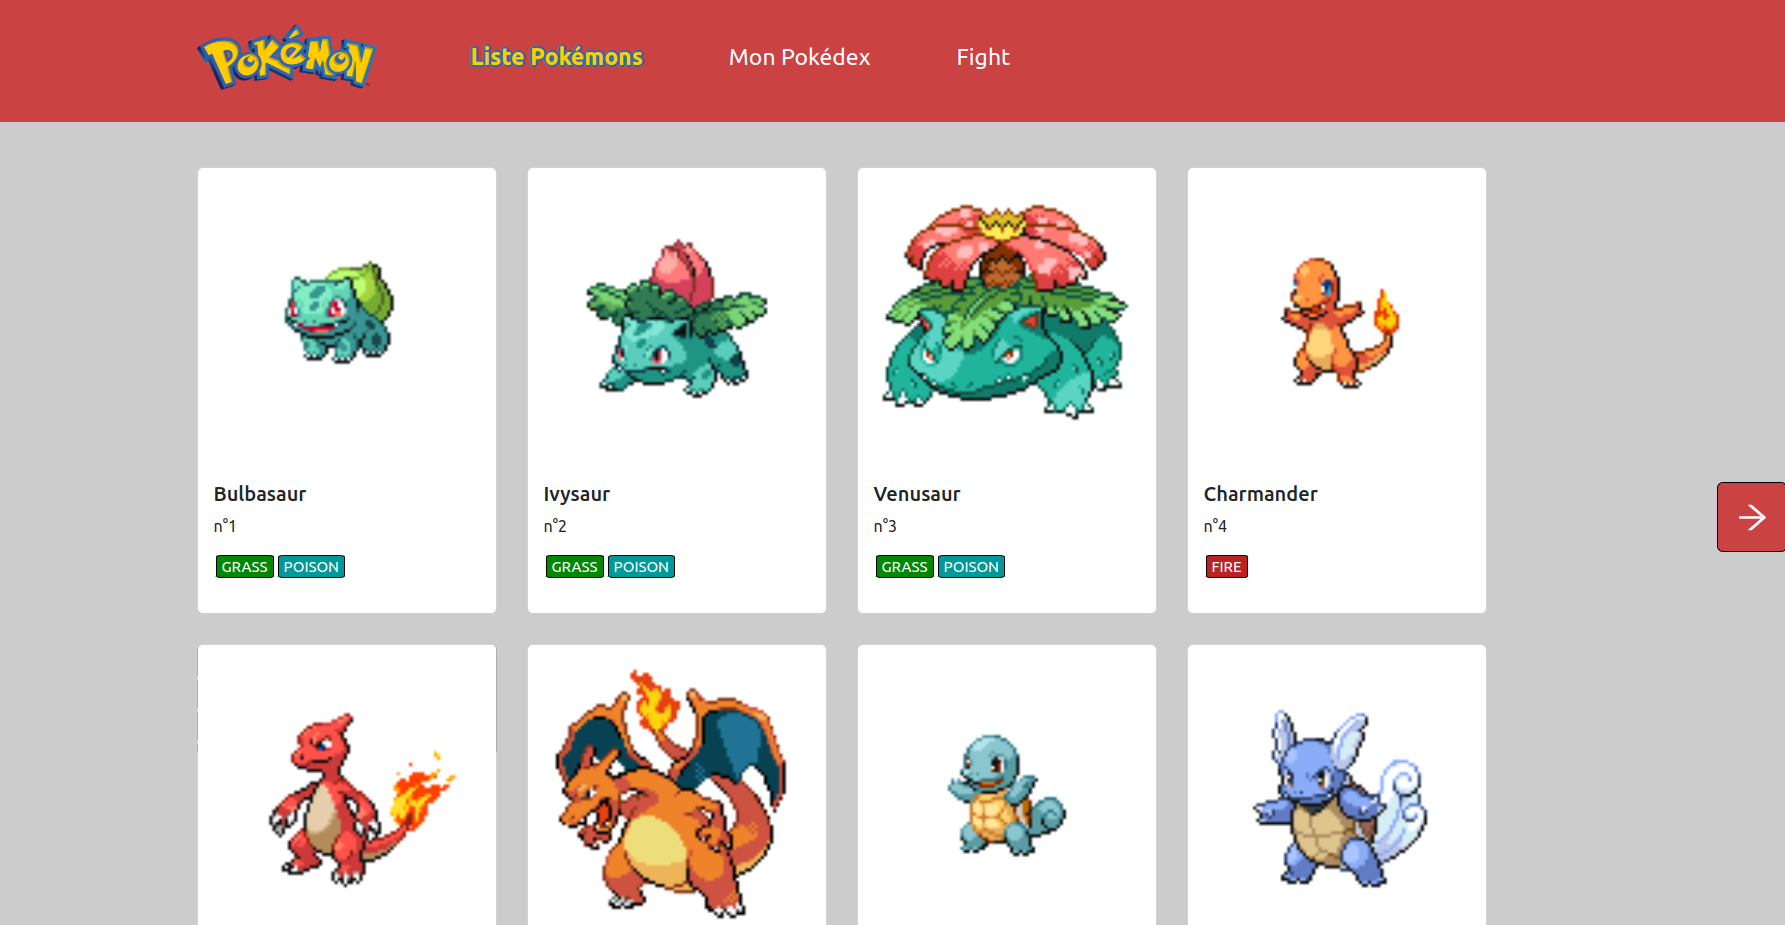 Pokémon
Liste Pokémons
Mon Pokédex
Fight
Bulbasaur
n°1
GRASS POISON
Ivysaur
n°2
GRASS POISON
Venusaur
n°3
GRASS POISON
Charmander
n°4
FIRE